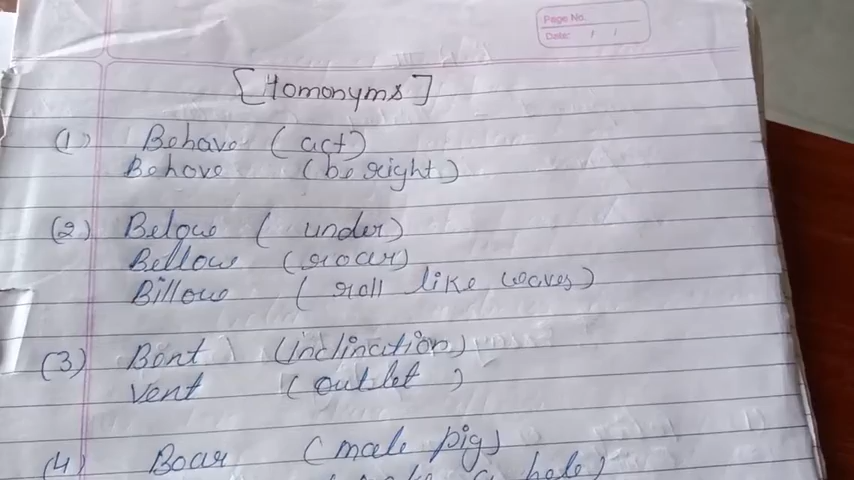 Page No.
Date: / /
[Homonyms]
(1) Behave (act)
Behove (be right)
(2) Below (under)
Bellow (roar)
Billow (roll like waves)
(3) Bent (Inclination)
Vent (outlet)
(4) Boar (male pig)
a hole)